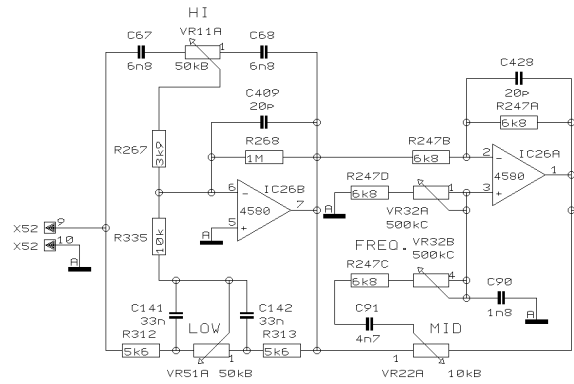 HI
C67
VR11A
C68
1
6n8
50kB
6n8
C428
20p
R247A
6k8
C409
20p
R267
3k9
R268
1M
R247B
6k8
2
IC26A
4580
1
3
6
IC26B
4580
7
5
A
R247D
6k8
1
VR32A
500kC
A
X52
9
X52
10
A
R335
10k
FREQ.
VR32B
500kC
R247C
6k8
4
C90
1n8
A
C141
33n
C142
33n
C91
4n7
LOW
MID
R312
5k6
1
R313
5k6
1
VR51A
50kB
VR22A
10kB